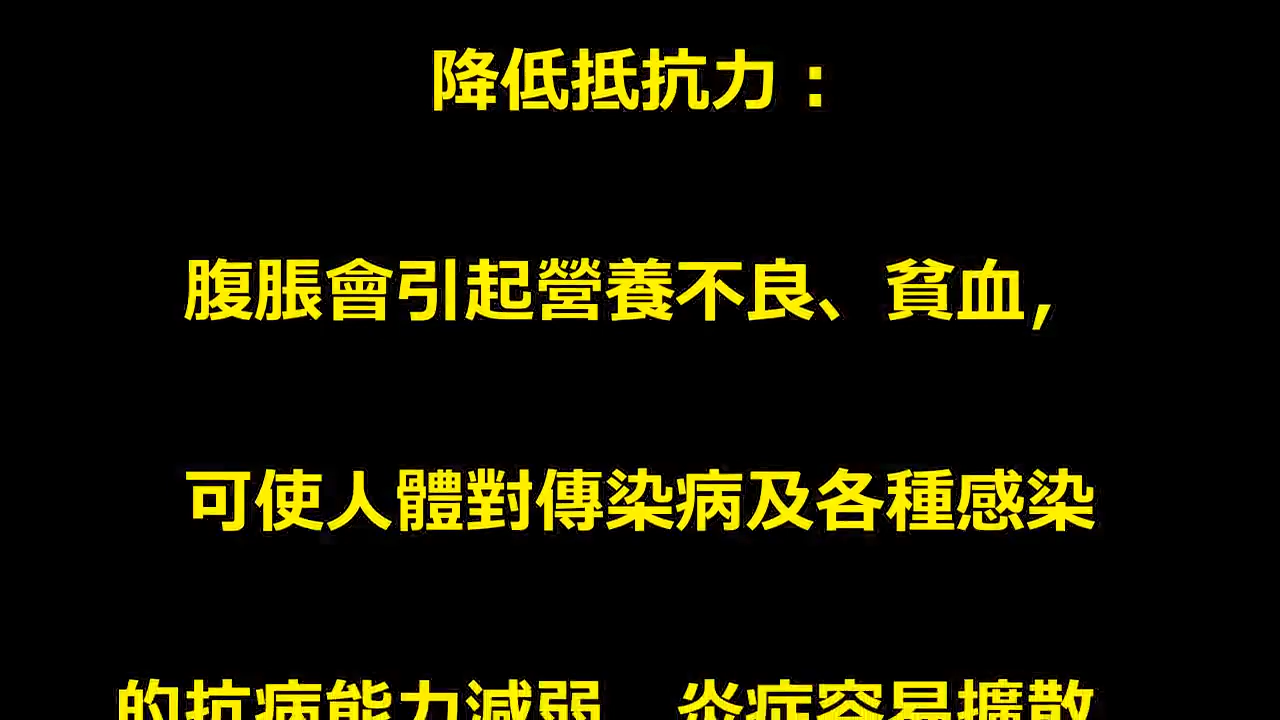 降低抵抗力：
腹脹會引起營養不良、貧血，
可使人體對傳染病及各種感染
的抗病能力減弱　炎症容易擴散